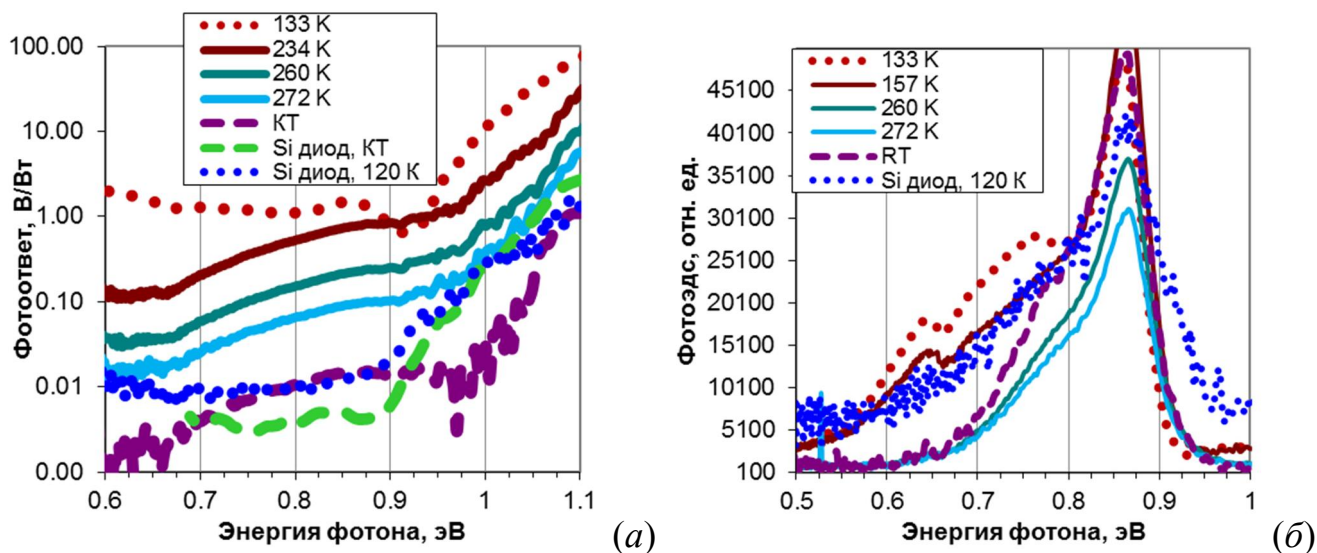 133 K
234 K
260 K
272 K
КТ
Si диод, КТ
Si диод, 120 К
100.00
10.00
1.00
0.10
0.01
0.00
Фотоответ, В/Вт
0.6 0.7 0.8 0.9 1 1.1
Энергия фотона, эВ
(а)
133 K
157 K
260 K
272 K
RT
Si диод, 120 К
45100
40100
35100
30100
25100
20100
15100
10100
5100
100
Фотоэдс, отн. ед.
0.5 0.6 0.7 0.8 0.9 1
Энергия фотона, эВ
(б)